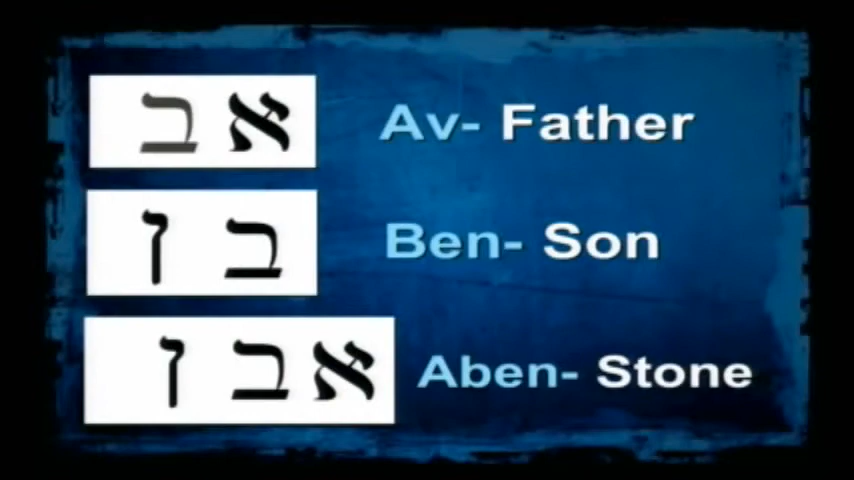 אב Av- Father
בן Ben- Son
אבן Aben- Stone